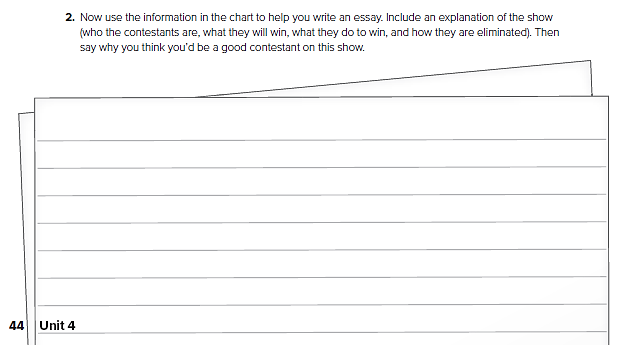 2. Now use the information in the chart to help you write an essay. Include an explanation of the show
(who the contestants are, what they will win, what they do to win, and how they are eliminated). Then
say why you think you'd be a good contestant on this show.
44 Unit 4